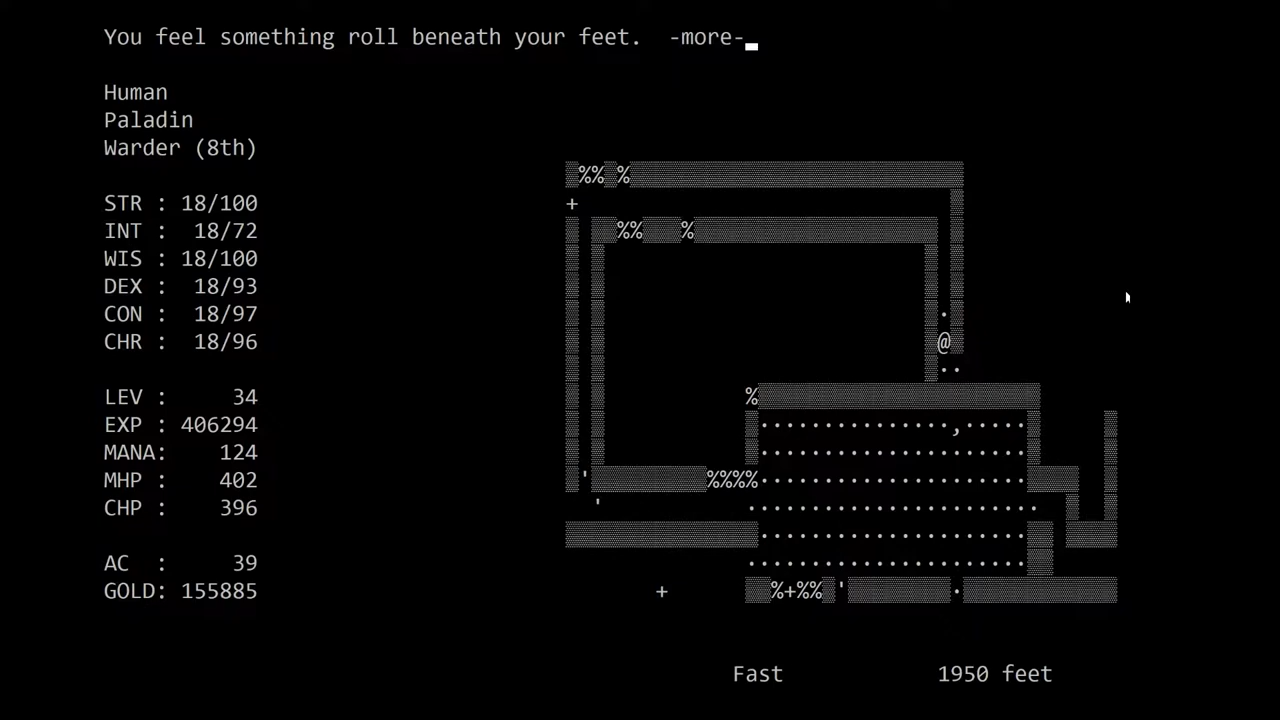 You feel something roll beneath your feet.  -more-
Human
Paladin
Warder (8th)
STR : 18/100
INT :  18/72
WIS : 18/100
DEX :  18/93
CON :  18/97
CHR :  18/96
LEV :     34
EXP : 406294
MANA:    124
MHP :    402
CHP :    396
AC  :     39
GOLD: 155885
%% %
+
%% %
.
@
..
%
..............,.....
....................
' %%%%....................
' ......................
....................
.....................
+ %+%% ' .
Fast 1950 feet